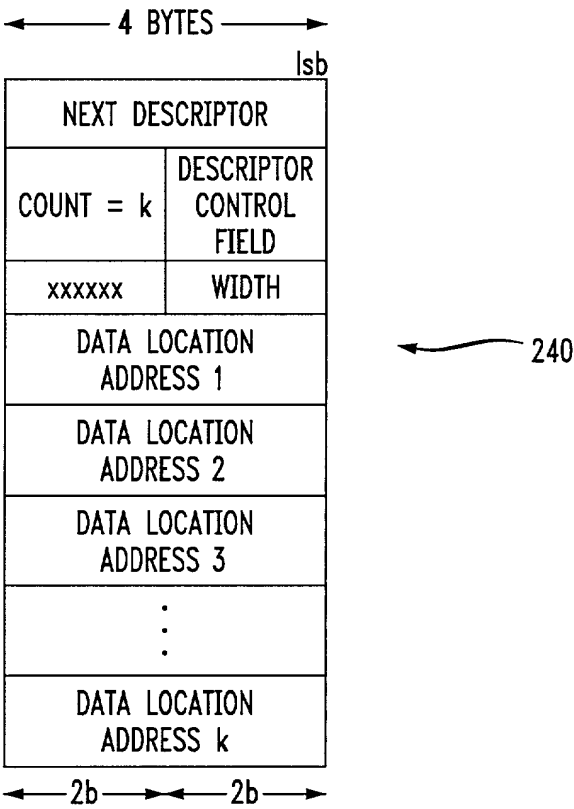 4 BYTES
lsb
NEXT DESCRIPTOR
COUNT = k
DESCRIPTOR
CONTROL
FIELD
xxxxxx
WIDTH
DATA LOCATION
ADDRESS 1
240
DATA LOCATION
ADDRESS 2
DATA LOCATION
ADDRESS 3
DATA LOCATION
ADDRESS k
2b
2b